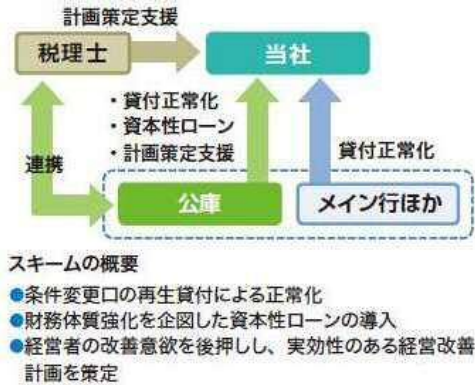 計画策定支援
税理士
当社
・貸付正常化
・資本性ローン
・計画策定支援
連携
貸付正常化
公庫
メイン行ほか
スキームの概要
●条件変更口の再生貸付による正常化
●財務体質強化を企図した資本性ローンの導入
●経営者の改善意欲を後押しし、実効性のある経営改善
計画を策定